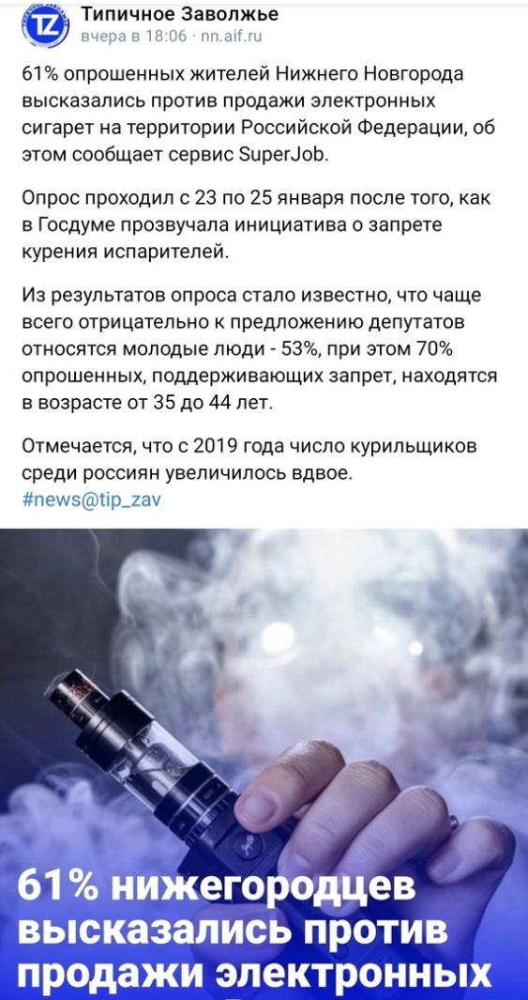 TZ
Типичное Заволжье
вчера в 18:06 · nn.aif.ru
61% опрошенных жителей Нижнего Новгорода
высказались против продажи электронных
сигарет на территории Российской Федерации, об
этом сообщает сервис SuperJob.
Опрос проходил с 23 по 25 января после того, как
в Госдуме прозвучала инициатива о запрете
курения испарителей.
Из результатов опроса стало известно, что чаще
всего отрицательно к предложению депутатов
относятся молодые люди - 53%, при этом 70%
опрошенных, поддерживающих запрет, находятся
в возрасте от 35 до 44 лет.
Отмечается, что с 2019 года число курильщиков
среди россиян увеличилось вдвое.
#news@tip_zav
61% нижегородцев
высказались против
продажи электронных